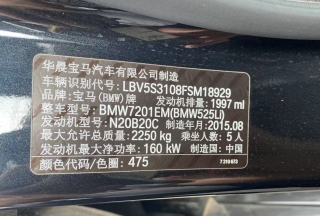 华晨宝马汽车有限公司制造
车辆识别代号: LBV5S3108FSM18929
品牌: 宝马(BMW)牌 发动机排量: 1997 ml
整车型号: BMW7201EM(BMW525Li)
发动机型号: N20B20C 制造年月: 2015.08
最大允许总质量: 2250 kg 乘坐人数: 5人
发动机最大净功率: 160 kW 制造国: 中国
颜色代码/色圈: 475 7 310 873